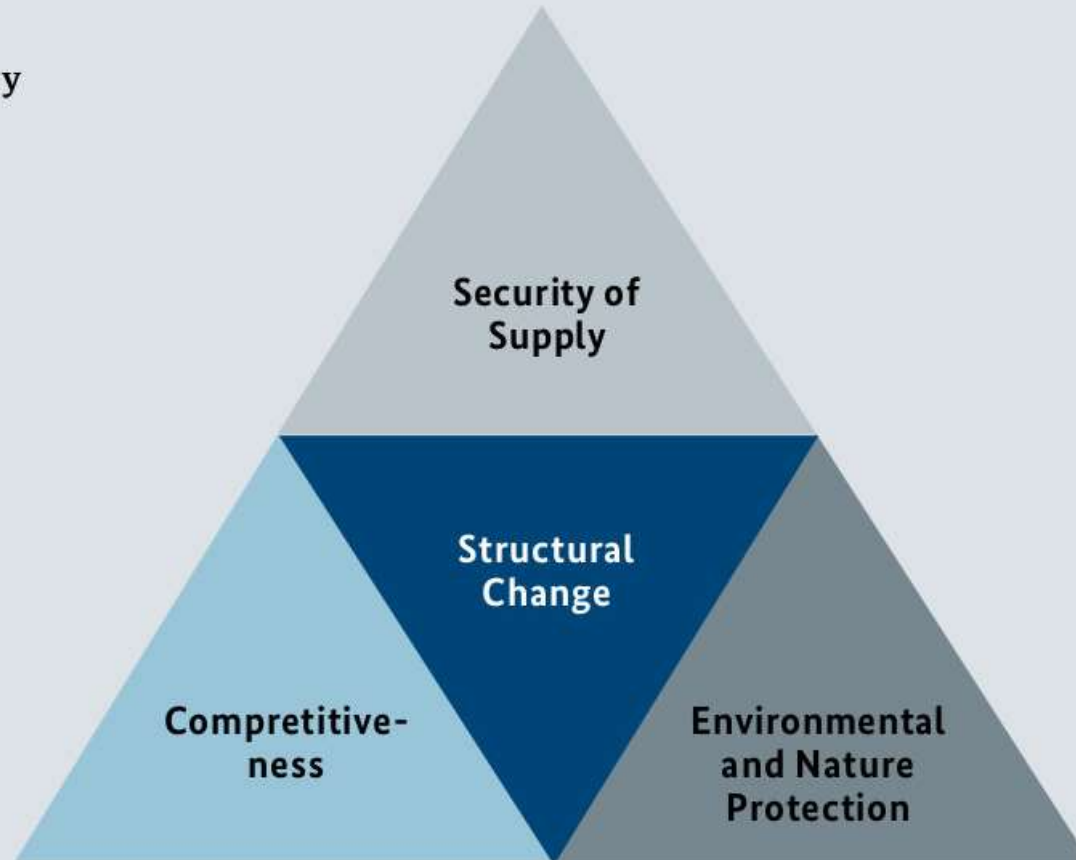 y
Security of
Supply
Structural
Change
Compretitive-
ness
Environmental
and Nature
Protection